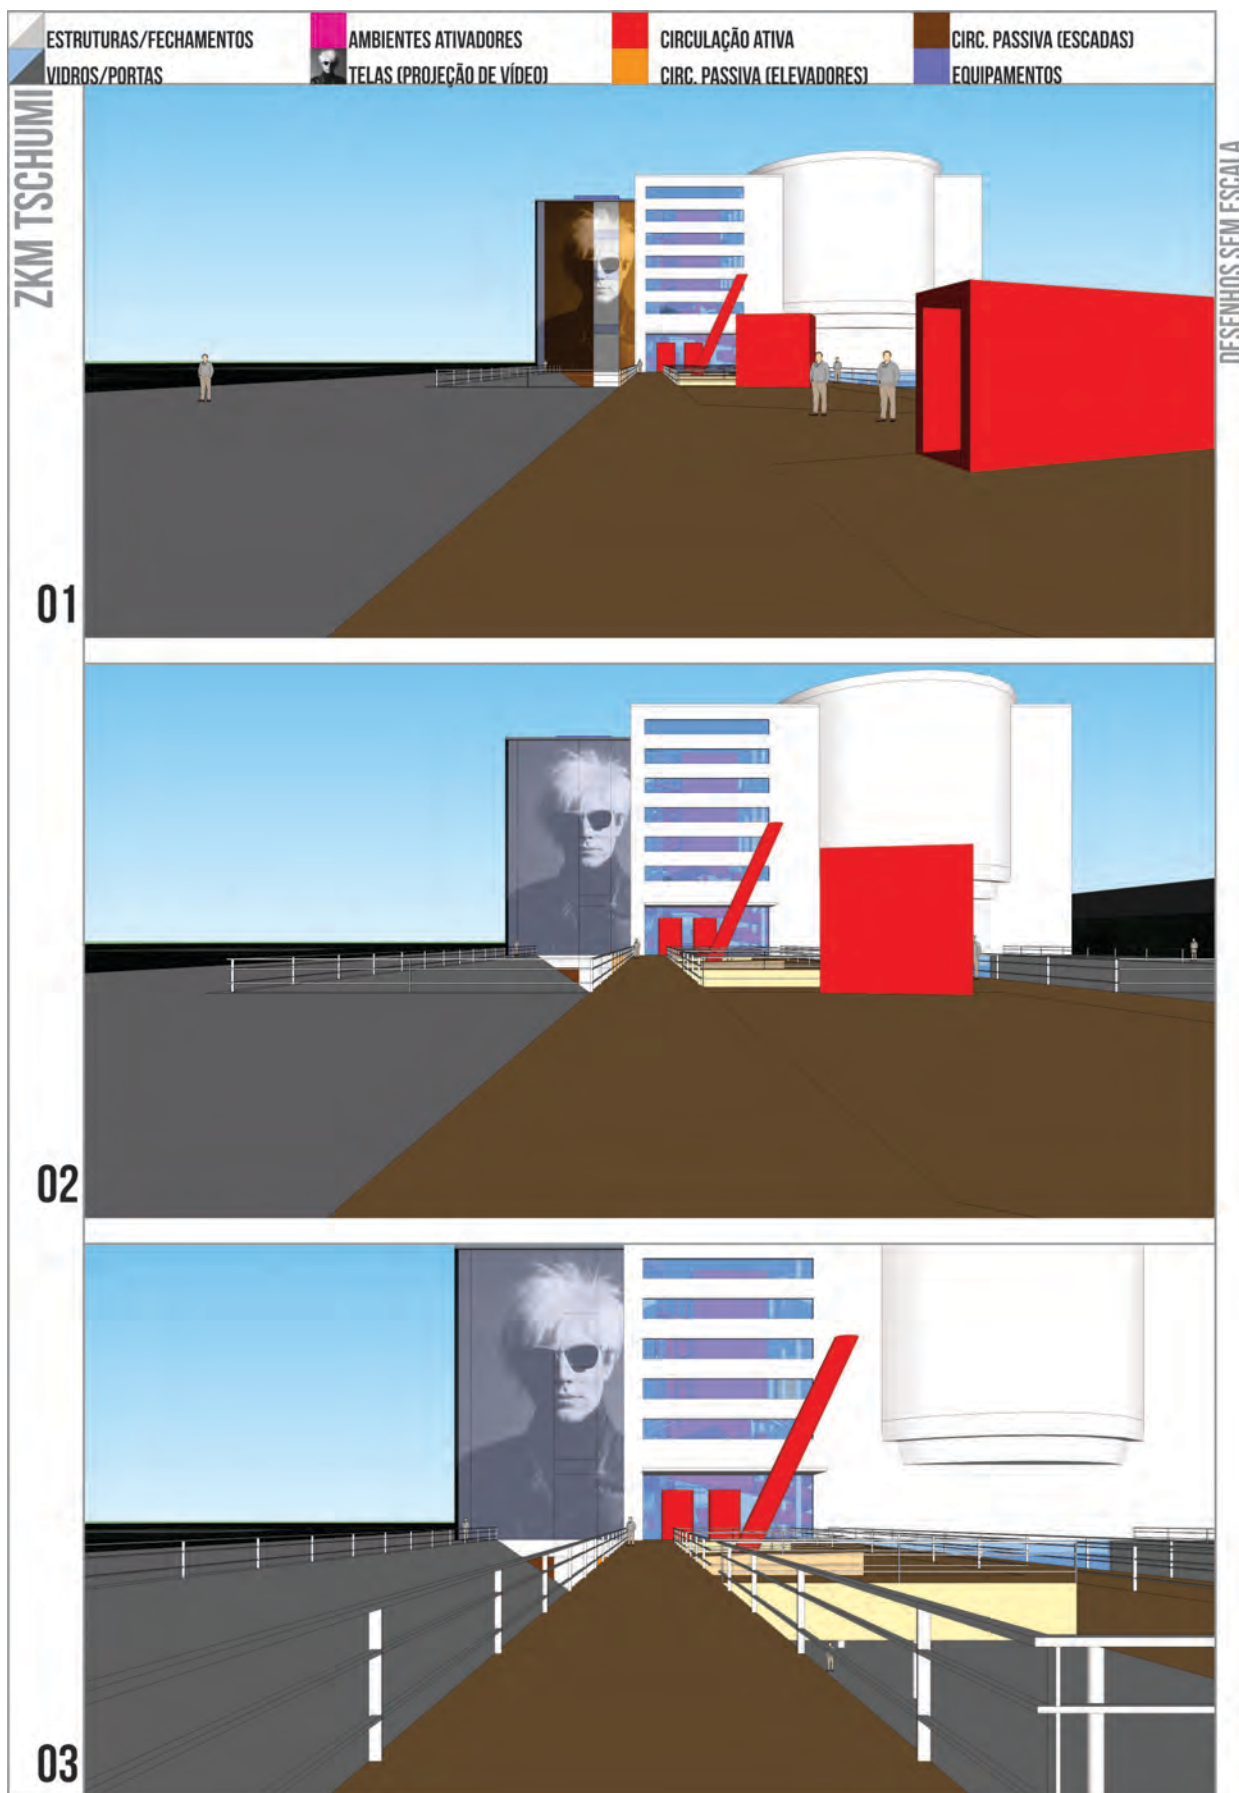 ESTRUTURAS/FECHAMENTOS
VIDROS/PORTAS
AMBIENTES ATIVADORES
TELAS (PROJEÇÃO DE VÍDEO)
CIRCULAÇÃO ATIVA
CIRC. PASSIVA (ELEVADORES)
CIRC. PASSIVA (ESCADAS)
EQUIPAMENTOS
ZKM TSCHUMI
DESENHOS SEM ESCALA
01
02
03